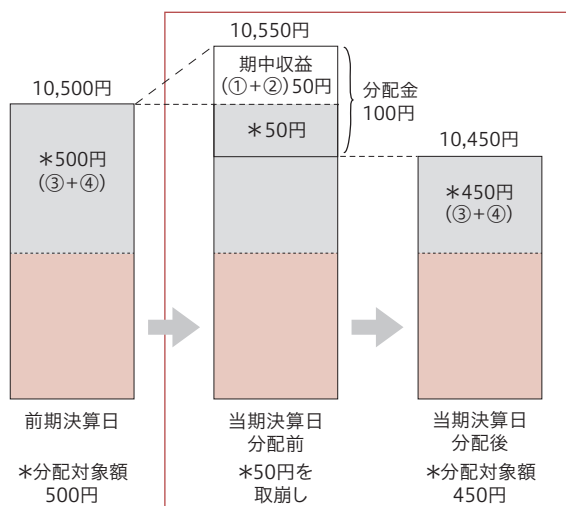 10,550円
期中収益
(①+②)50円
分配金
100円
10,500円
*50円
10,450円
*500円
(③+④)
*450円
(③+④)
前期決算日
当期決算日
分配前
当期決算日
分配後
*分配対象額
500円
*50円を
取崩し
*分配対象額
450円